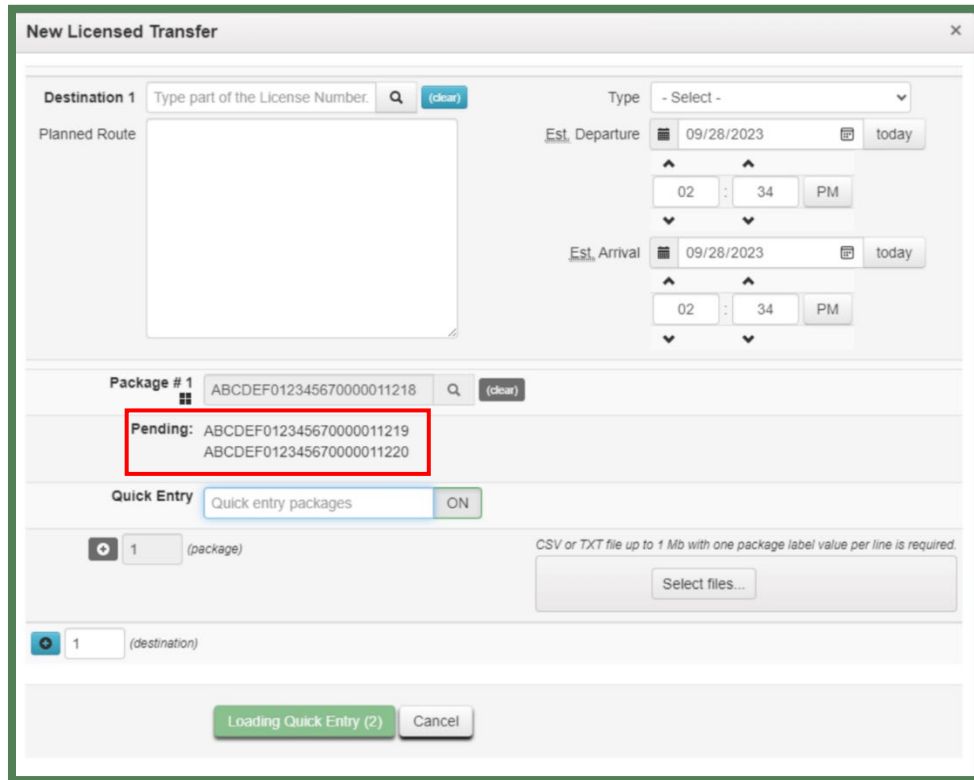 New Licensed Transfer ×
Destination 1 Type part of the License Number. (clear) Type - Select -
Planned Route Est. Departure 09/28/2023 today
02 : 34 PM
Est. Arrival 09/28/2023 today
02 : 34 PM
Package # 1 ABCDEF012345670000011218 (clear)
Pending: ABCDEF012345670000011219
ABCDEF012345670000011220
Quick Entry Quick entry packages ON
1 (package) CSV or TXT file up to 1 Mb with one package label value per line is required.
Select files...
1 (destination)
Loading Quick Entry (2) Cancel